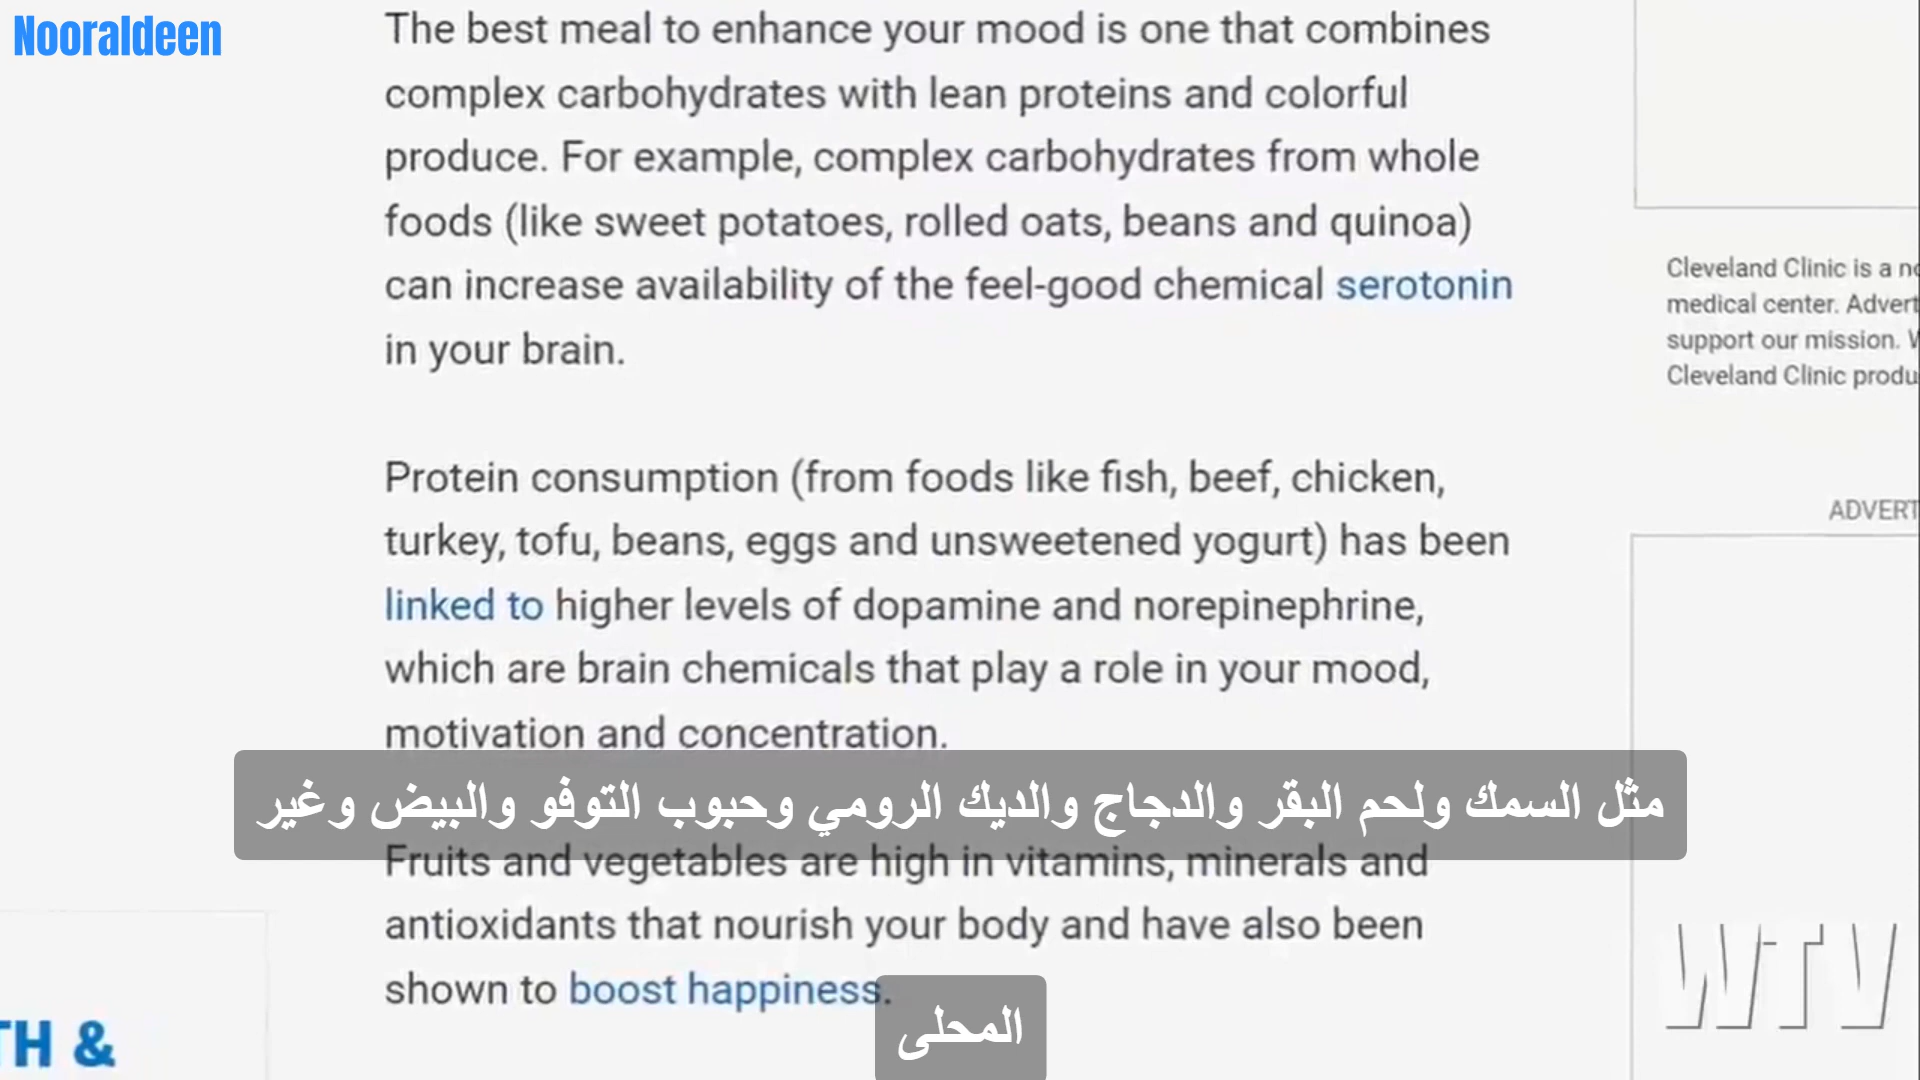 Nooraldeen
The best meal to enhance your mood is one that combines
complex carbohydrates with lean proteins and colorful
produce. For example, complex carbohydrates from whole
foods (like sweet potatoes, rolled oats, beans and quinoa)
can increase availability of the feel-good chemical serotonin
in your brain.
Protein consumption (from foods like fish, beef, chicken,
turkey, tofu, beans, eggs and unsweetened yogurt) has been
linked to higher levels of dopamine and norepinephrine,
which are brain chemicals that play a role in your mood,
motivation and concentration.
مثل السمك ولحم البقر والدجاج والديك الرومي وحبوب التوفو والبيض وغير
Fruits and vegetables are high in vitamins, minerals and
antioxidants that nourish your body and have also been
shown to boost happiness.
المحلى
Cleveland Clinic is a
medical center.
support our mission.
Cleveland Clinic
TH &
WTV